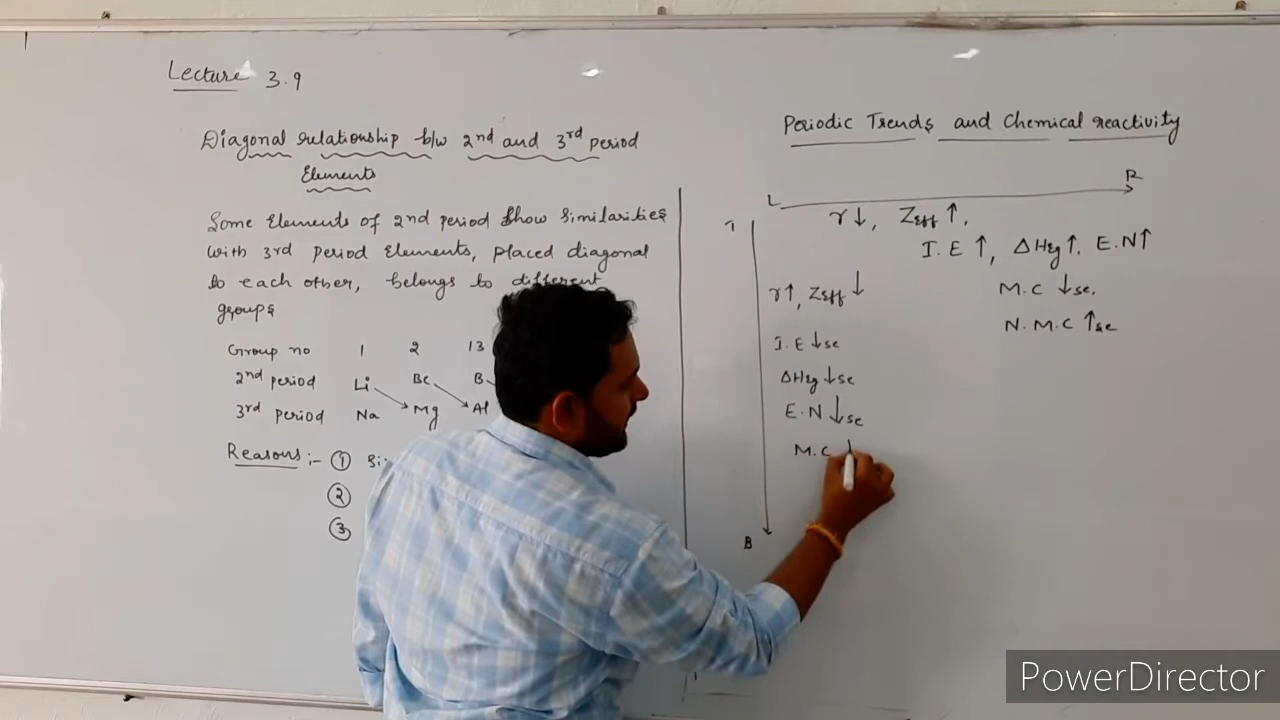 Lecture 3.9
Diagonal relationship b/w 2nd and 3rd period
Elements
Some Elements of 2nd period show similarities
with 3rd period Elements, placed diagonal
to each other, belongs to different
groups
Group no 1 2 13
2nd period Li Be B
3rd period Na Mg Al
Reasons :- ① Si
②
③
Periodic Trends and Chemical reactivity
L R
r↓, Zeff ↑,
I.E ↑, ΔHeg↑, E.N↑
M.C ↓se.
N.M.C ↑se
T
r↑, Zeff ↓
I.E ↓se
ΔHeg ↓se
E.N ↓se
M.C
B
PowerDirector